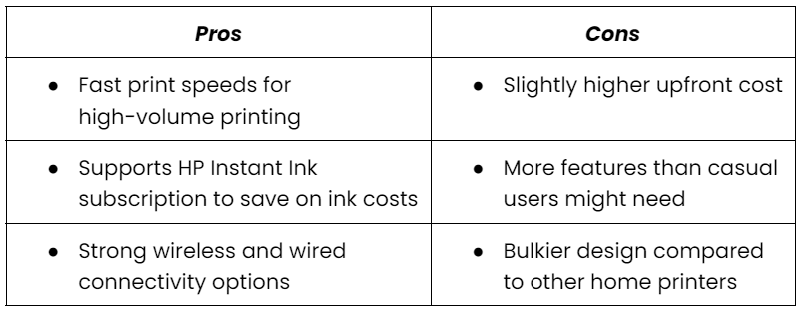 Pros
Cons
● Fast print speeds for
high-volume printing
● Slightly higher upfront cost
● Supports HP Instant Ink
subscription to save on ink costs
● More features than casual
users might need
● Strong wireless and wired
connectivity options
● Bulkier design compared
to other home printers